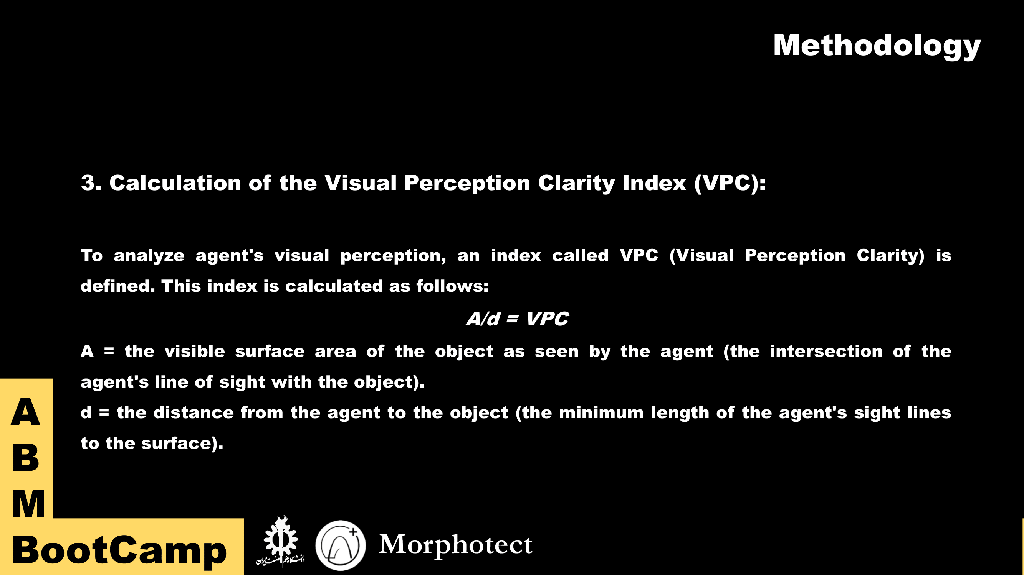 Methodology
3. Calculation of the Visual Perception Clarity Index (VPC):
To analyze agent's visual perception, an index called VPC (Visual Perception Clarity) is
defined. This index is calculated as follows:
A/d = VPC
A = the visible surface area of the object as seen by the agent (the intersection of the
agent's line of sight with the object).
d = the distance from the agent to the object (the minimum length of the agent's sight lines
to the surface).
A
B
M
BootCamp
Morphotect